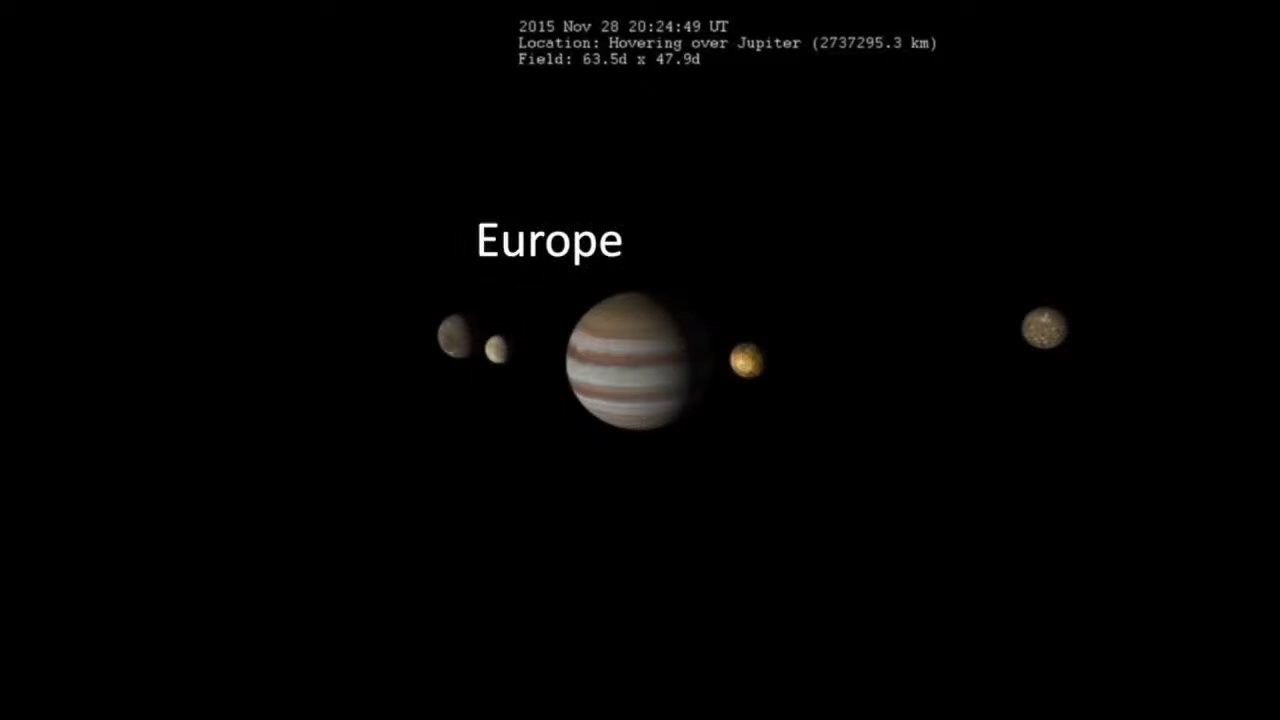 2015 Nov 28 20:24:49 UT
Location: Hovering over Jupiter (2737295.3 km)
Field: 63.5d x 47.9d
Europe